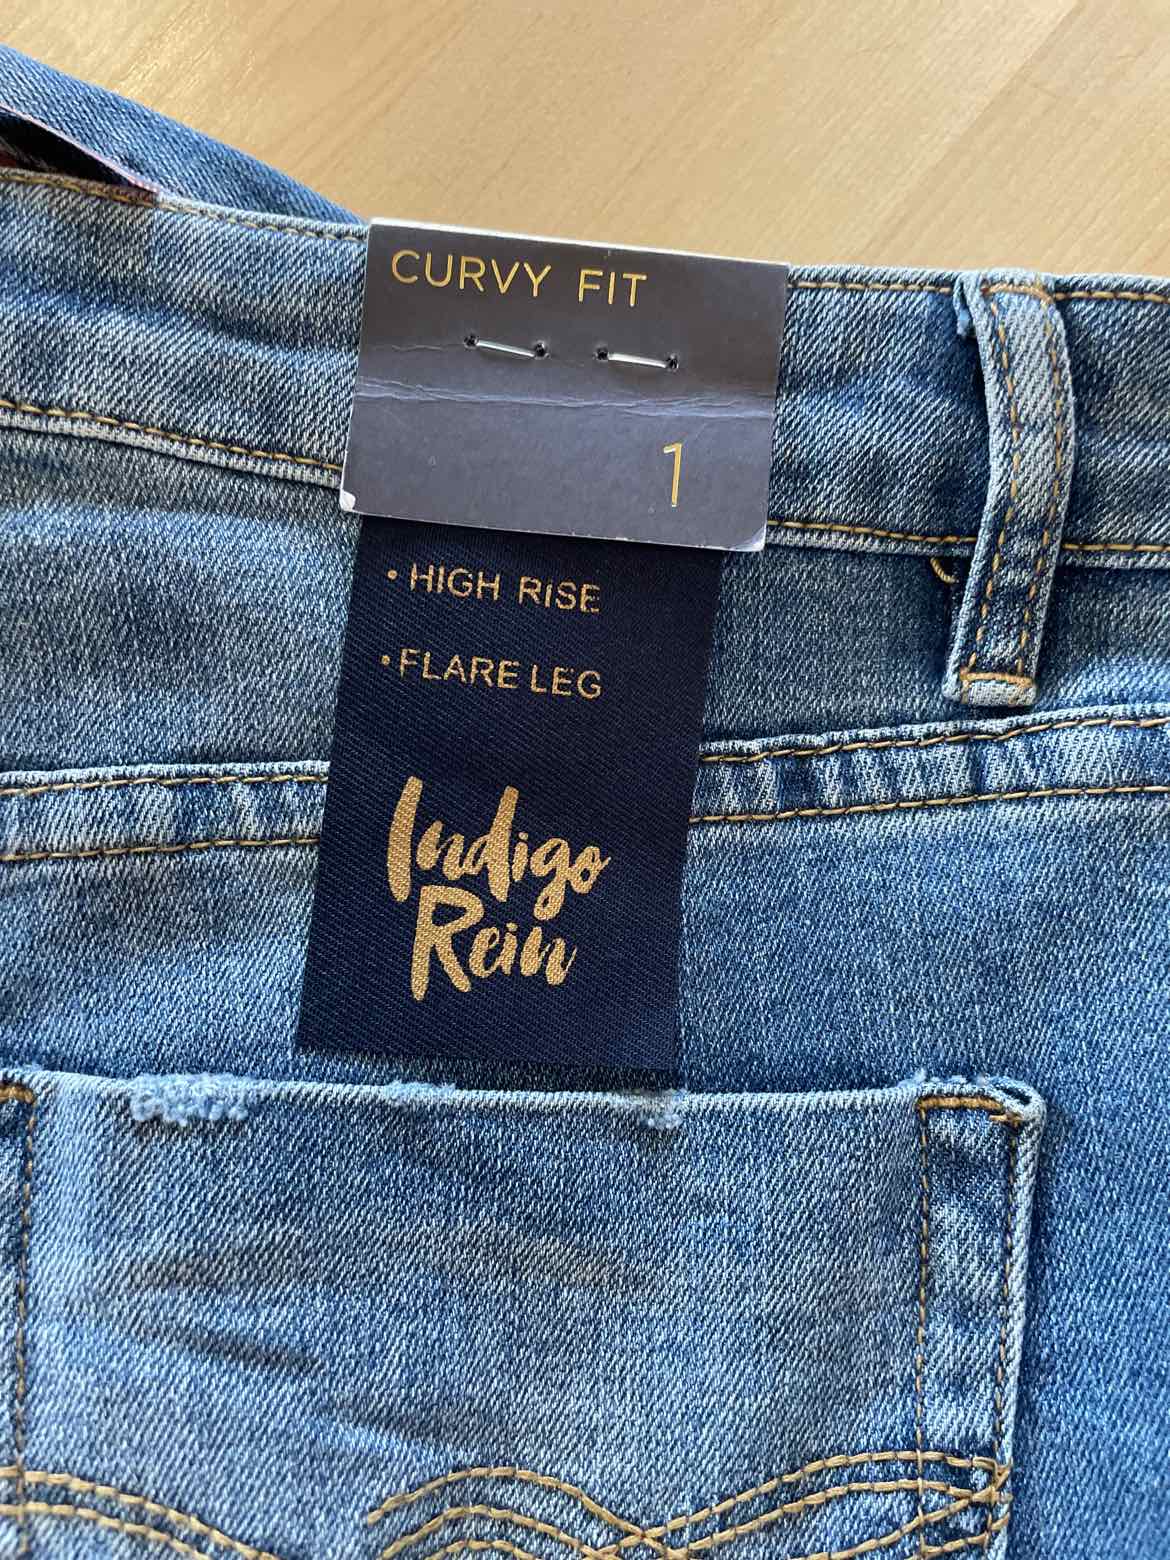 CURVY FIT
1
• HIGH RISE
• FLARE LEG
Indigo
Rein